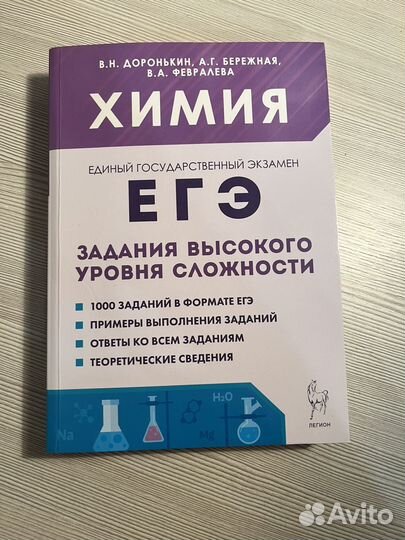 В.Н. ДОРОНЬКИН, А.Г. БЕРЕЖНАЯ,
В.А. ФЕВРАЛЕВА
ХИМИЯ
ЕДИНЫЙ ГОСУДАРСТВЕННЫЙ ЭКЗАМЕН
ЕГЭ
ЗАДАНИЯ ВЫСОКОГО
УРОВНЯ СЛОЖНОСТИ
1000 ЗАДАНИЙ В ФОРМАТЕ ЕГЭ
ПРИМЕРЫ ВЫПОЛНЕНИЯ ЗАДАНИЙ
ОТВЕТЫ КО ВСЕМ ЗАДАНИЯМ
ТЕОРЕТИЧЕСКИЕ СВЕДЕНИЯ
H₂O
Na
Mg
ЛЕГИОН
Avito